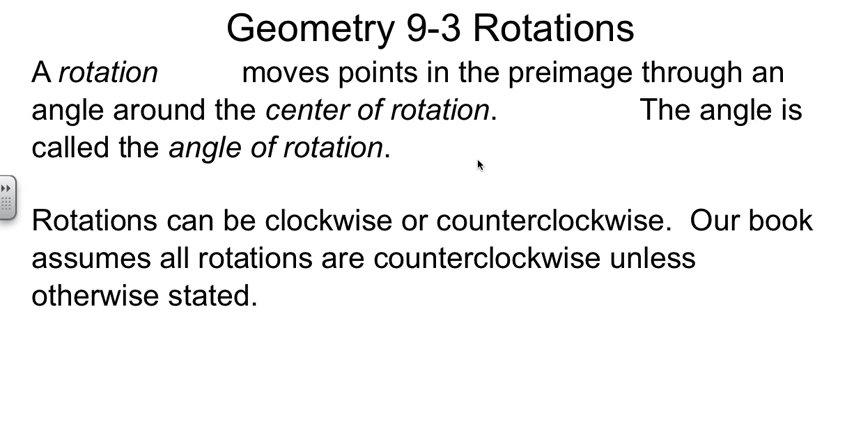 Geometry 9-3 Rotations
A rotation moves points in the preimage through an
angle around the center of rotation. The angle is
called the angle of rotation.
Rotations can be clockwise or counterclockwise. Our book
assumes all rotations are counterclockwise unless
otherwise stated.